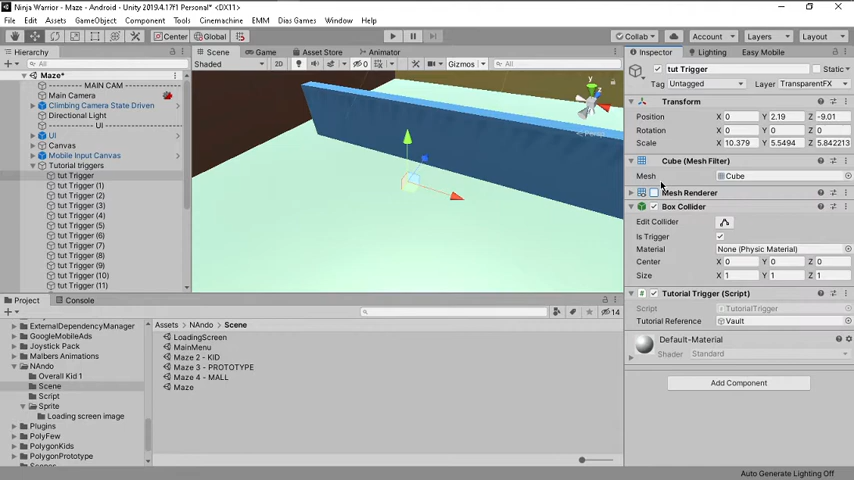 Ninja Warrior - Maze - Android - Unity 2019.4.17f1 Personal* <DX11>
File Edit Assets GameObject Component Tools Cinemachine EMM Dias Games Window Help
Center Global Collab Account Layers Layout
Hierarchy Scene Game Asset Store Animator Inspector Lighting Easy Mobile
All Shaded 2D 0 Gizmos All tut Trigger Static
Maze*
MAIN CAM
Tag Untagged Layer TransparentFX
Main Camera
Climbing Camera State Driven
Transform
Directional Light
Position X 0 Y 2.19 Z -9.01
UI
Rotation X 0 Y 0 Z 0
UI
Scale X 10.379 Y 5.5494 Z 5.842213
Canvas
Mobile Input Canvas
Cube (Mesh Filter)
Tutorial triggers
Mesh Cube
tut Trigger
tut Trigger (1)
Mesh Renderer
tut Trigger (2)
Box Collider
tut Trigger (3)
Edit Collider
tut Trigger (4)
Is Trigger
tut Trigger (5)
Material None (Physic Material)
tut Trigger (6)
Center X 0 Y 0 Z 0
tut Trigger (7)
Size X 1 Y 1 Z 1
tut Trigger (8)
tut Trigger (9)
Tutorial Trigger (Script)
tut Trigger (10)
Script TutorialTrigger
tut Trigger (11)
Tutorial Reference Vault
Project Console
14
Default-Material
Shader Standard
Add Component
ExternalDependencyManager
GoogleMobileAds
Joystick Pack
Malbers Animations
NAndo
Overall Kid 1
Scene
Script
Sprite
Loading screen image
Plugins
PolyFew
PolygonKids
PolygonPrototype
Assets > NAndo > Scene
LoadingScreen
MainMenu
Maze 2 - KID
Maze 3 - PROTOTYPE
Maze 4 - MALL
Maze
Auto Generate Lighting Off